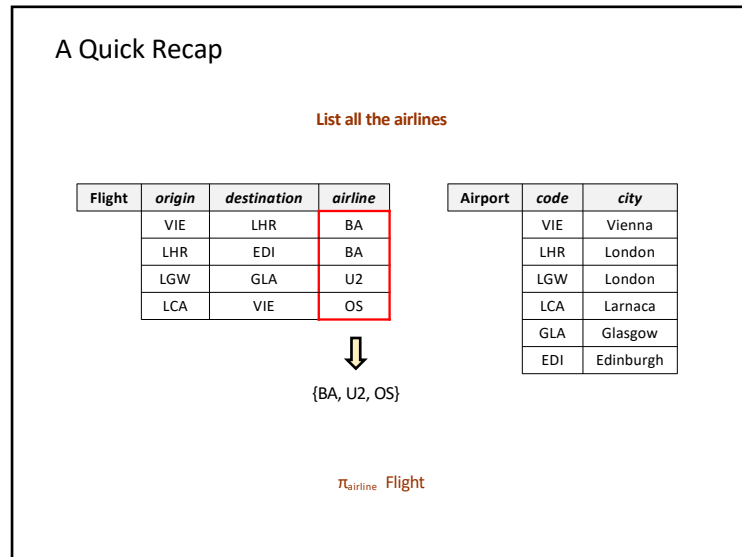 A Quick Recap
List all the airlines
Flight origin destination airline
VIE LHR BA
LHR EDI BA
LGW GLA U2
LCA VIE OS
{BA, U2, OS}
Airport code city
VIE Vienna
LHR London
LGW London
LCA Larnaca
GLA Glasgow
EDI Edinburgh
πairline Flight